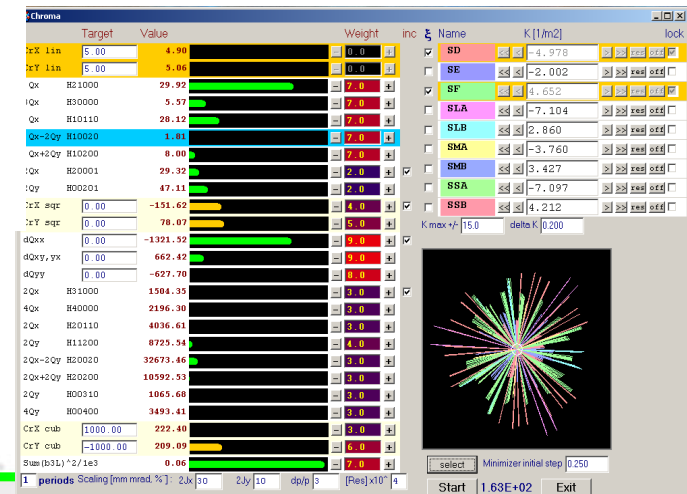 Chroma
Target Value Weight inc ξ Name K [1/m2] lock
CrX lin 5.00 4.90 - 0.0 + SD << < -4.978 > >> res off
CrY lin 5.00 5.06 - 0.0 + SE << < -2.002 > >> res off
Qx H21000 29.92 - 7.0 + SF << < 4.652 > >> res off
Qx H30000 5.57 - 7.0 + SLA << < -7.104 > >> res off
Qx H10110 28.12 - 7.0 + SLB << < 2.860 > >> res off
Qx-2Qy H10020 1.81 - 7.0 + SMA << < -3.760 > >> res off
Qx+2Qy H10200 8.00 - 7.0 + SMB << < 3.427 > >> res off
2Qx H20001 29.32 - 2.0 + SSA << < -7.097 > >> res off
2Qy H00201 47.11 - 2.0 + SSB << < 4.212 > >> res off
CrX sqr 0.00 -151.62 - 4.0 +
CrY sqr 0.00 78.07 - 5.0 + K max +/- 15.0 delta K 0.200
dQxx 0.00 -1321.52 - 9.0 +
dQxy,yx 0.00 662.42 - 9.0 +
dQyy 0.00 -627.70 - 8.0 +
2Qx H31000 1504.35 - 3.0 +
4Qx H40000 2196.30 - 3.0 +
2Qx H20110 4036.61 - 3.0 +
2Qy H11200 8725.54 - 4.0 +
2Qx-2Qy H20020 32673.46 - 3.0 +
2Qx+2Qy H20200 10592.53 - 3.0 +
2Qy H00310 1065.68 - 3.0 +
4Qy H00400 3493.41 - 3.0 +
CrX cub 1000.00 222.40 - 3.0 +
CrY cub -1000.00 209.09 - 6.0 +
Sum(b3L)^2/1e3 0.06 - 7.0 + select Minimizer initial step 0.250
1 periods Scaling [mm mrad, %] : 2Jx 30 2Jy 10 dp/p 3 [Res] x10^ 4 Start 1.63E+02 Exit